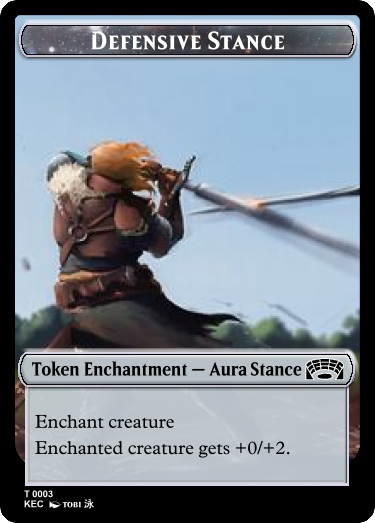 Defensive Stance
Token Enchantment — Aura Stance
Enchant creature
Enchanted creature gets +0/+2.
T 0003
KEC TOBI 泳